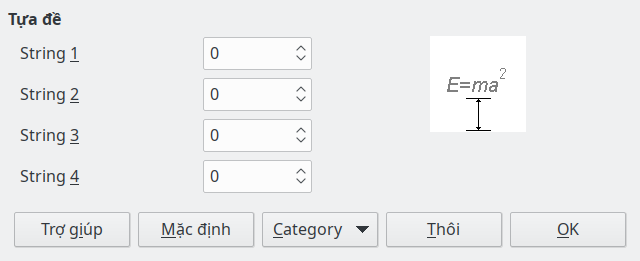 Tựa đề
String 1 0
String 2 0
String 3 0
String 4 0
E=ma²
Trợ giúp Mặc định Category Thôi OK